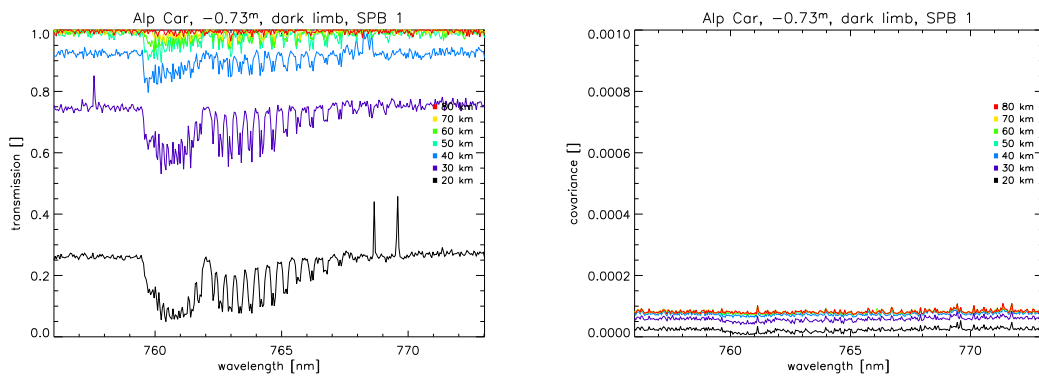 Alp Car, −0.73ᵐ, dark limb, SPB 1
1.0
0.8
0.6
0.4
0.2
0.0
transmission []
80 km
70 km
60 km
50 km
40 km
30 km
20 km
760
765
770
wavelength [nm]
Alp Car, −0.73ᵐ, dark limb, SPB 1
0.0010
0.0008
0.0006
0.0004
0.0002
0.0000
covariance []
80 km
70 km
60 km
50 km
40 km
30 km
20 km
760
765
770
wavelength [nm]